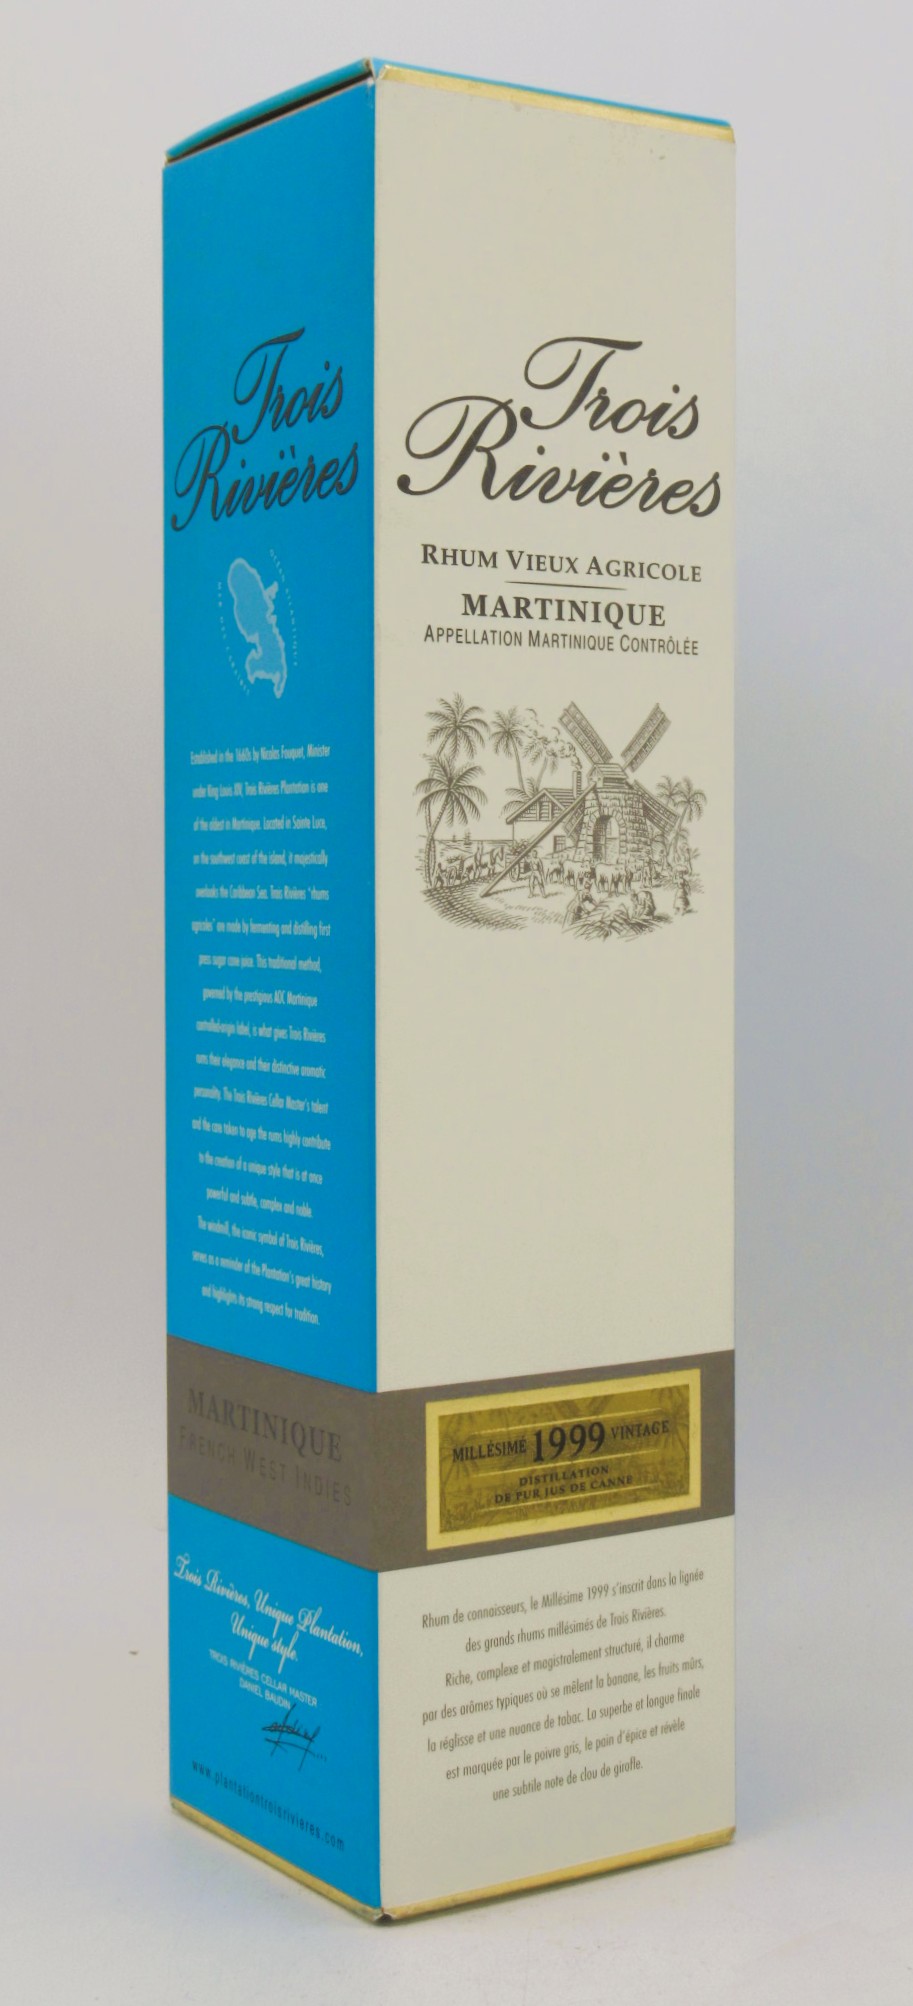 Trois
Rivières
OCÉAN ATLANTIQUE
MER DES CARAÏBES
Established in the 1660s by Nicolas Fouquet, Minister
under King Louis XIV, Trois Rivières Plantation is one
of the oldest in Martinique. Located in Sainte Luce,
on the southwest coast of the island, it majestically
overlooks the Caribbean Sea. Trois Rivières "rhums
agricoles" are made by fermenting and distilling first
press sugar cane juice. This traditional method,
governed by the prestigious AOC Martinique
controlled-origin label, is what gives Trois Rivières
rums their elegance and their distinctive aromatic
personality. The Trois Rivières Cellar Master's talent
and the care taken to age the rums highly contribute
to the creation of a unique style that is at once
powerful and subtle, complex and noble.
The windmill, the iconic symbol of Trois Rivières,
serves as a reminder of the Plantation's great history
and highlights its strong respect for tradition.
MARTINIQUE
FRENCH WEST INDIES
Trois Rivières, Unique Plantation,
Unique style.
TROIS RIVIÈRES CELLAR MASTER
DANIEL BAUDIN
www.plantationtroisrivieres.com
Trois
Rivières
RHUM VIEUX AGRICOLE
MARTINIQUE
APPELLATION MARTINIQUE CONTRÔLÉE
MILLÉSIMÉ 1999 VINTAGE
DISTILLATION
DE PUR JUS DE CANNE
Rhum de connaisseurs, le Millésime 1999 s'inscrit dans la lignée
des grands rhums millésimés de Trois Rivières.
Riche, complexe et magistralement structuré, il charme
par des arômes typiques où se mêlent la banane, les fruits mûrs,
la réglisse et une nuance de tabac. La superbe et longue finale
est marquée par le poivre gris, le pain d'épice et révèle
une subtile note de clou de girofle.